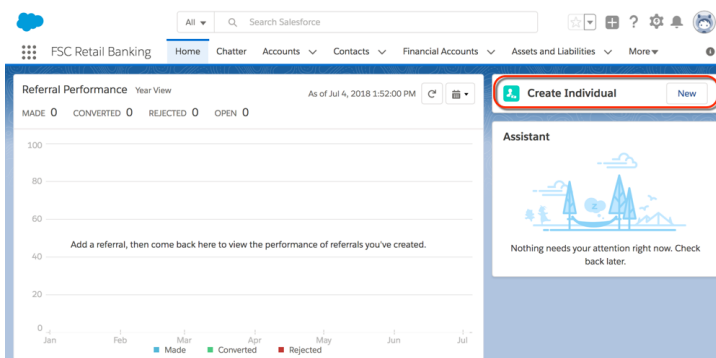 All
Search Salesforce
?
FSC Retail Banking Home Chatter Accounts Contacts Financial Accounts Assets and Liabilities More
Referral Performance Year View
As of Jul 4, 2018 1:52:00 PM
MADE 0 CONVERTED 0 REJECTED 0 OPEN 0
100
80
60
Add a referral, then come back here to view the performance of referrals you've created.
40
20
0
Jan Feb Mar Apr May Jun Jul
Made Converted Rejected
Create Individual New
Assistant
z
Nothing needs your attention right now. Check
back later.